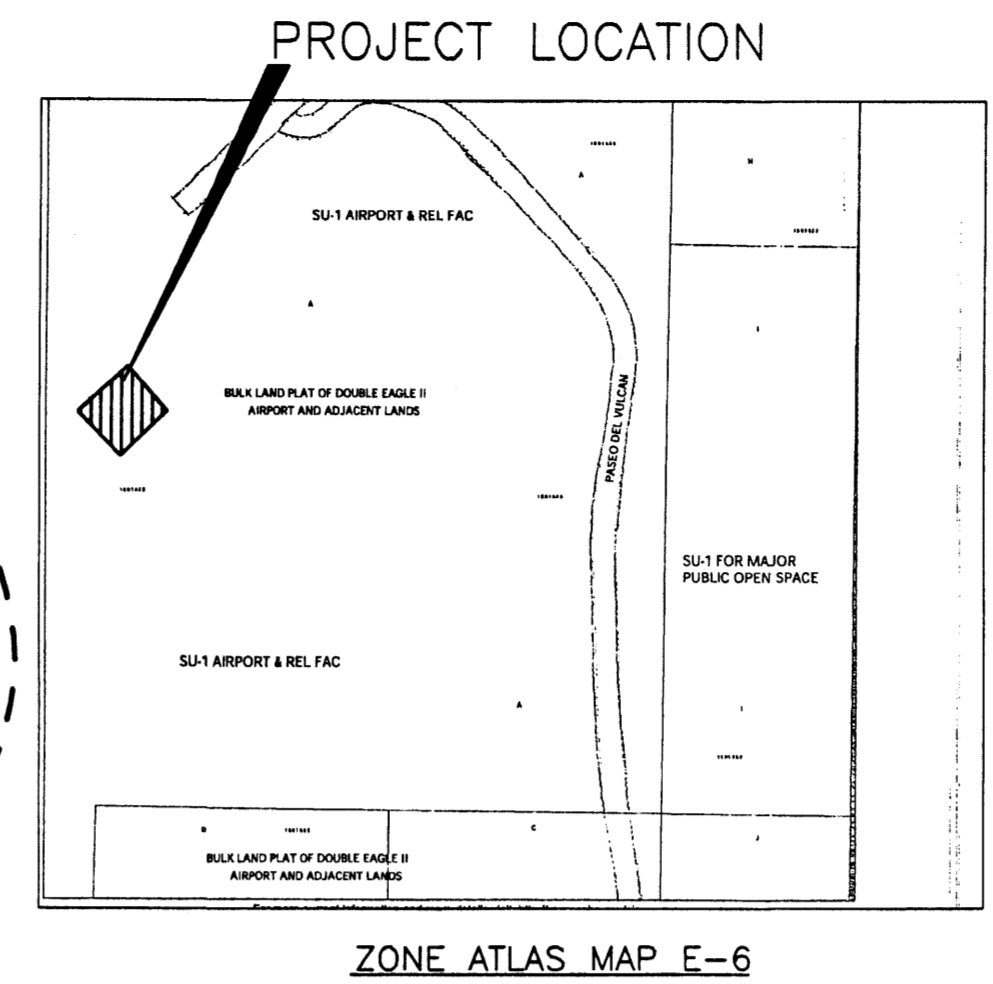 PROJECT LOCATION
A
N
SU-1 AIRPORT & REL FAC
A
BULK LAND PLAT OF DOUBLE EAGLE II
AIRPORT AND ADJACENT LANDS
PASEO DEL VULCAN
SU-1 FOR MAJOR
PUBLIC OPEN SPACE
SU-1 AIRPORT & REL FAC
A
C
J
BULK LAND PLAT OF DOUBLE EAGLE II
AIRPORT AND ADJACENT LANDS
ZONE ATLAS MAP E-6